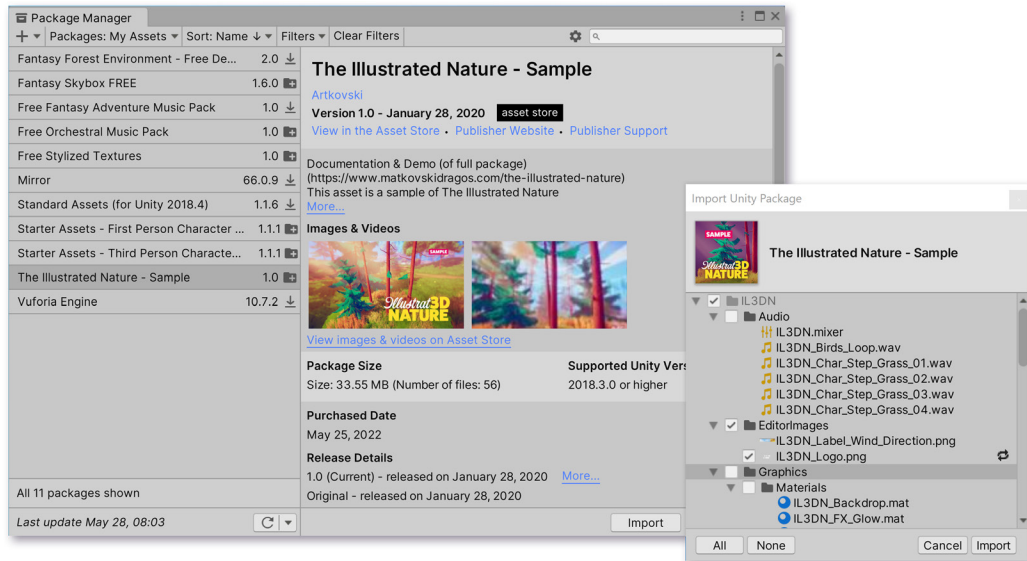 Package Manager
Packages: My Assets
Sort: Name ↓
Filters
Clear Filters
Fantasy Forest Environment - Free De... 2.0
Fantasy Skybox FREE 1.6.0
Free Fantasy Adventure Music Pack 1.0
Free Orchestral Music Pack 1.0
Free Stylized Textures 1.0
Mirror 66.0.9
Standard Assets (for Unity 2018.4) 1.1.6
Starter Assets - First Person Character ... 1.1.1
Starter Assets - Third Person Characte... 1.1.1
The Illustrated Nature - Sample 1.0
Vuforia Engine 10.7.2
All 11 packages shown
Last update May 28, 08:03
The Illustrated Nature - Sample
Artkovski
Version 1.0 - January 28, 2020 asset store
View in the Asset Store • Publisher Website • Publisher Support
Documentation & Demo (of full package)
(https://www.matkovskidragos.com/the-illustrated-nature)
This asset is a sample of The Illustrated Nature
More...
Images & Videos
SAMPLE
Illustrat3D
NATURE
View images & videos on Asset Store
Package Size Supported Unity Vers
Size: 33.55 MB (Number of files: 56) 2018.3.0 or higher
Purchased Date
May 25, 2022
Release Details
1.0 (Current) - released on January 28, 2020 More...
Original - released on January 28, 2020
Import
Import Unity Package
SAMPLE
Illustrat3D
NATURE
The Illustrated Nature - Sample
IL3DN
Audio
IL3DN.mixer
IL3DN_Birds_Loop.wav
IL3DN_Char_Step_Grass_01.wav
IL3DN_Char_Step_Grass_02.wav
IL3DN_Char_Step_Grass_03.wav
IL3DN_Char_Step_Grass_04.wav
EditorImages
IL3DN_Label_Wind_Direction.png
IL3DN_Logo.png
Graphics
Materials
IL3DN_Backdrop.mat
IL3DN_FX_Glow.mat
All None Cancel Import